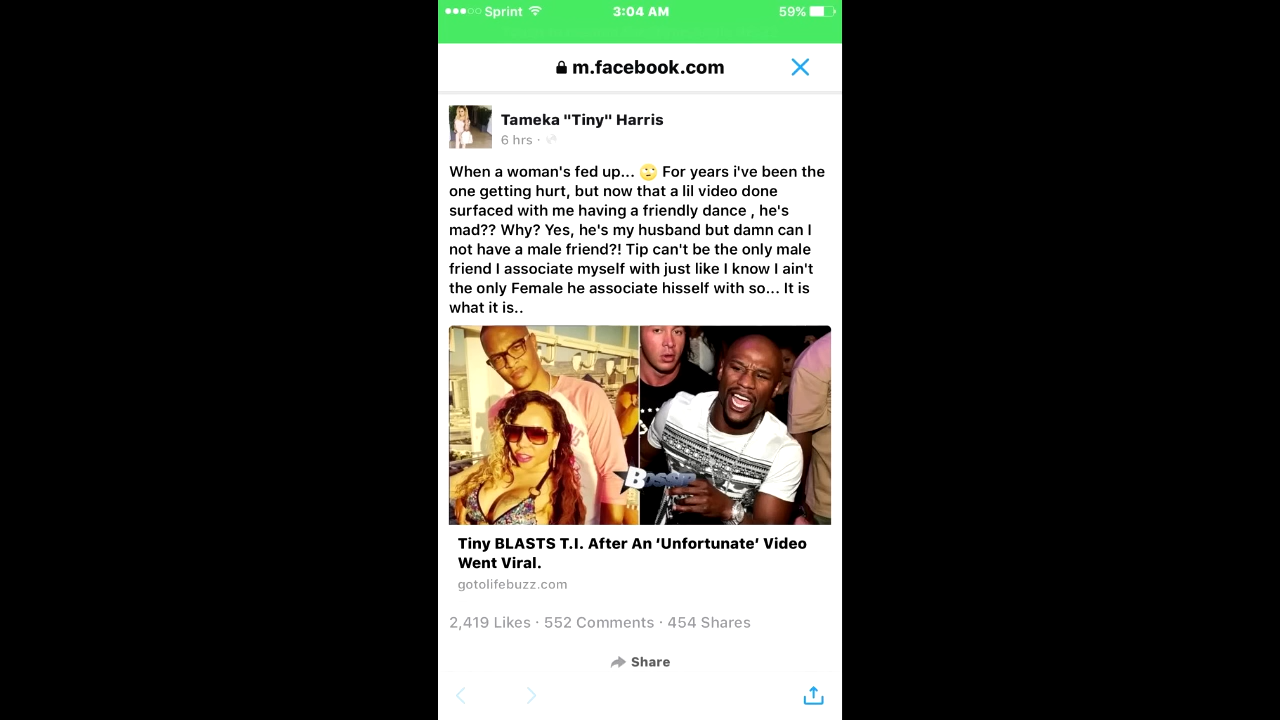 Sprint 3:04 AM 59%
m.facebook.com
Tameka "Tiny" Harris
6 hrs ·
When a woman's fed up... 🙄 For years i've been the
one getting hurt, but now that a lil video done
surfaced with me having a friendly dance , he's
mad?? Why? Yes, he's my husband but damn can I
not have a male friend?! Tip can't be the only male
friend I associate myself with just like I know I ain't
the only Female he associate hisself with so... It is
what it is..
Bossip
Tiny BLASTS T.I. After An ‘Unfortunate’ Video
Went Viral.
gotolifebuzz.com
2,419 Likes · 552 Comments · 454 Shares
Share